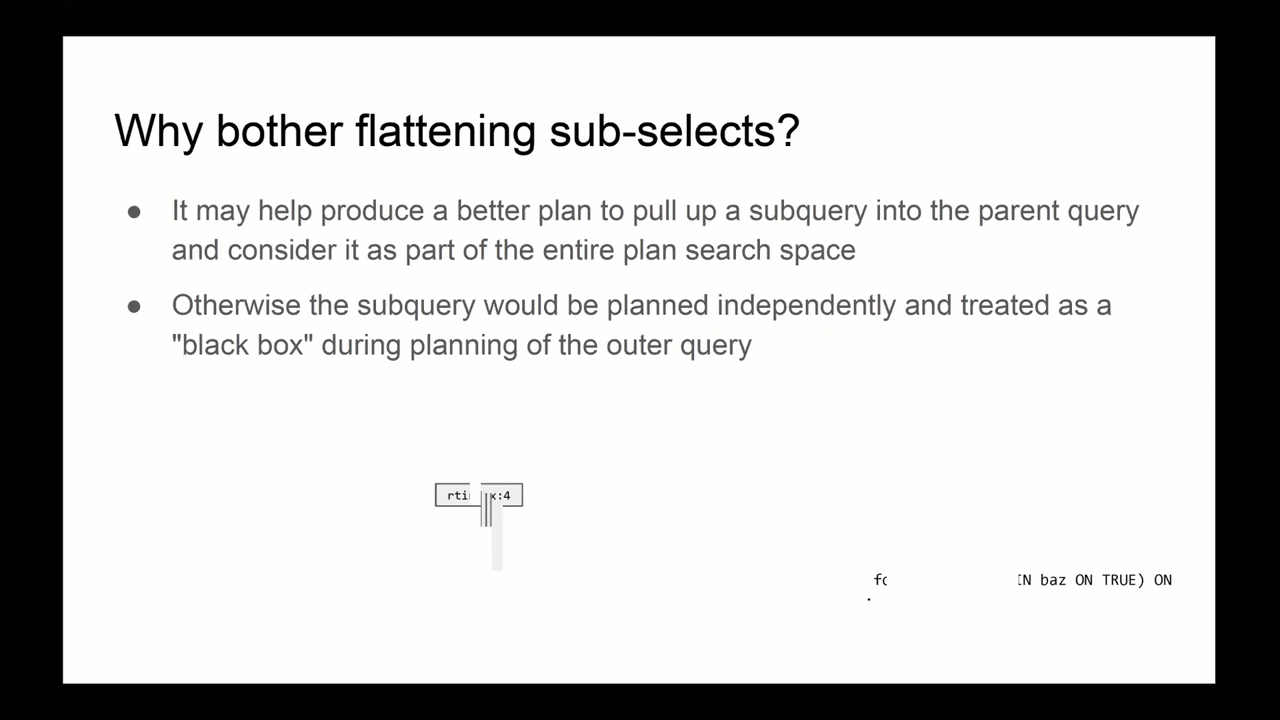 Why bother flattening sub-selects?
● It may help produce a better plan to pull up a subquery into the parent query
and consider it as part of the entire plan search space
● Otherwise the subquery would be planned independently and treated as a
"black box" during planning of the outer query
x:4
baz ON TRUE) ON